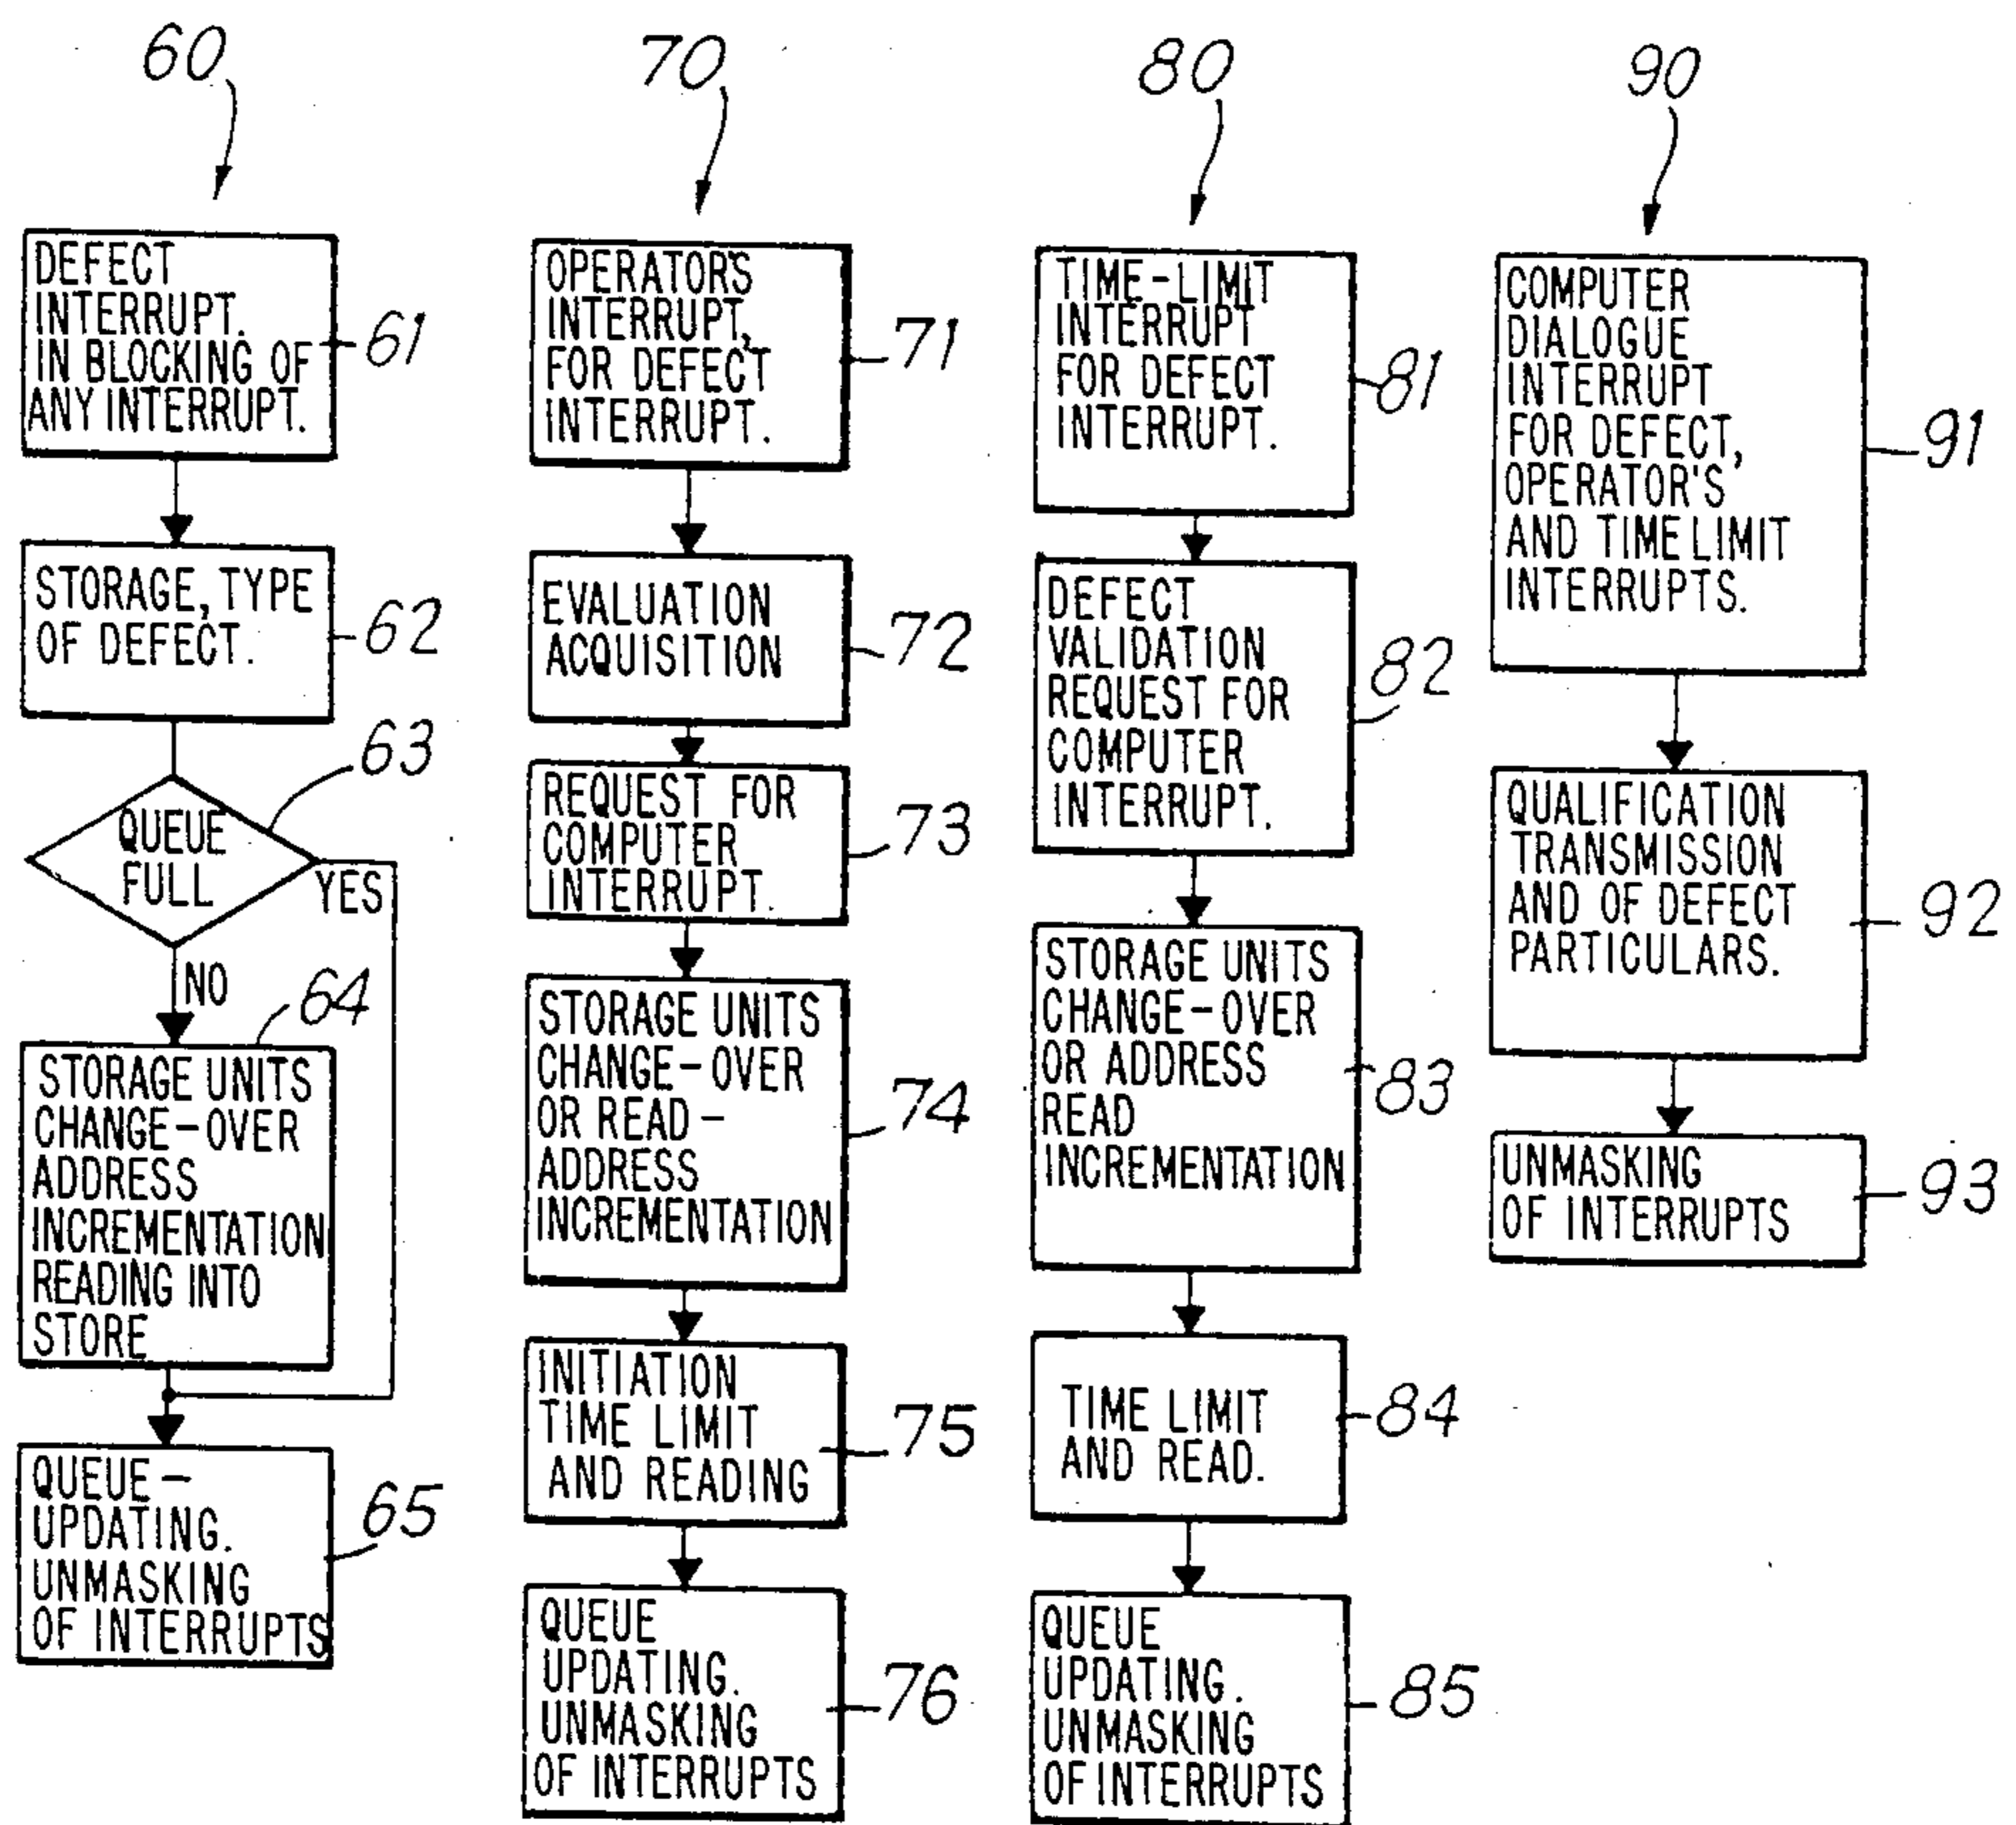 60
DEFECT
INTERRUPT.
IN BLOCKING OF
ANY INTERRUPT.
61
STORAGE, TYPE
OF DEFECT.
62
63
QUEUE
FULL
YES
NO
64
STORAGE UNITS
CHANGE-OVER
ADDRESS
INCREMENTATION
READING INTO
STORE
QUEUE-
UPDATING.
UNMASKING
OF INTERRUPTS
65
70
OPERATOR'S
INTERRUPT,
FOR DEFECT
INTERRUPT.
71
EVALUATION
ACQUISITION
72
REQUEST FOR
COMPUTER
INTERRUPT.
73
STORAGE UNITS
CHANGE-OVER
OR READ-
ADDRESS
INCREMENTATION
74
INITIATION
TIME LIMIT
AND READING
75
QUEUE
UPDATING.
UNMASKING
OF INTERRUPTS
76
80
TIME-LIMIT
INTERRUPT
FOR DEFECT
INTERRUPT.
81
DEFECT
VALIDATION
REQUEST FOR
COMPUTER
INTERRUPT.
82
STORAGE UNITS
CHANGE-OVER
OR ADDRESS
READ
INCREMENTATION
83
TIME LIMIT
AND READ.
84
QUEUE
UPDATING.
UNMASKING
OF INTERRUPTS
85
90
COMPUTER
DIALOGUE
INTERRUPT
FOR DEFECT,
OPERATOR'S
AND TIME LIMIT
INTERRUPTS.
91
QUALIFICATION
TRANSMISSION
AND OF DEFECT
PARTICULARS.
92
UNMASKING
OF INTERRUPTS
93